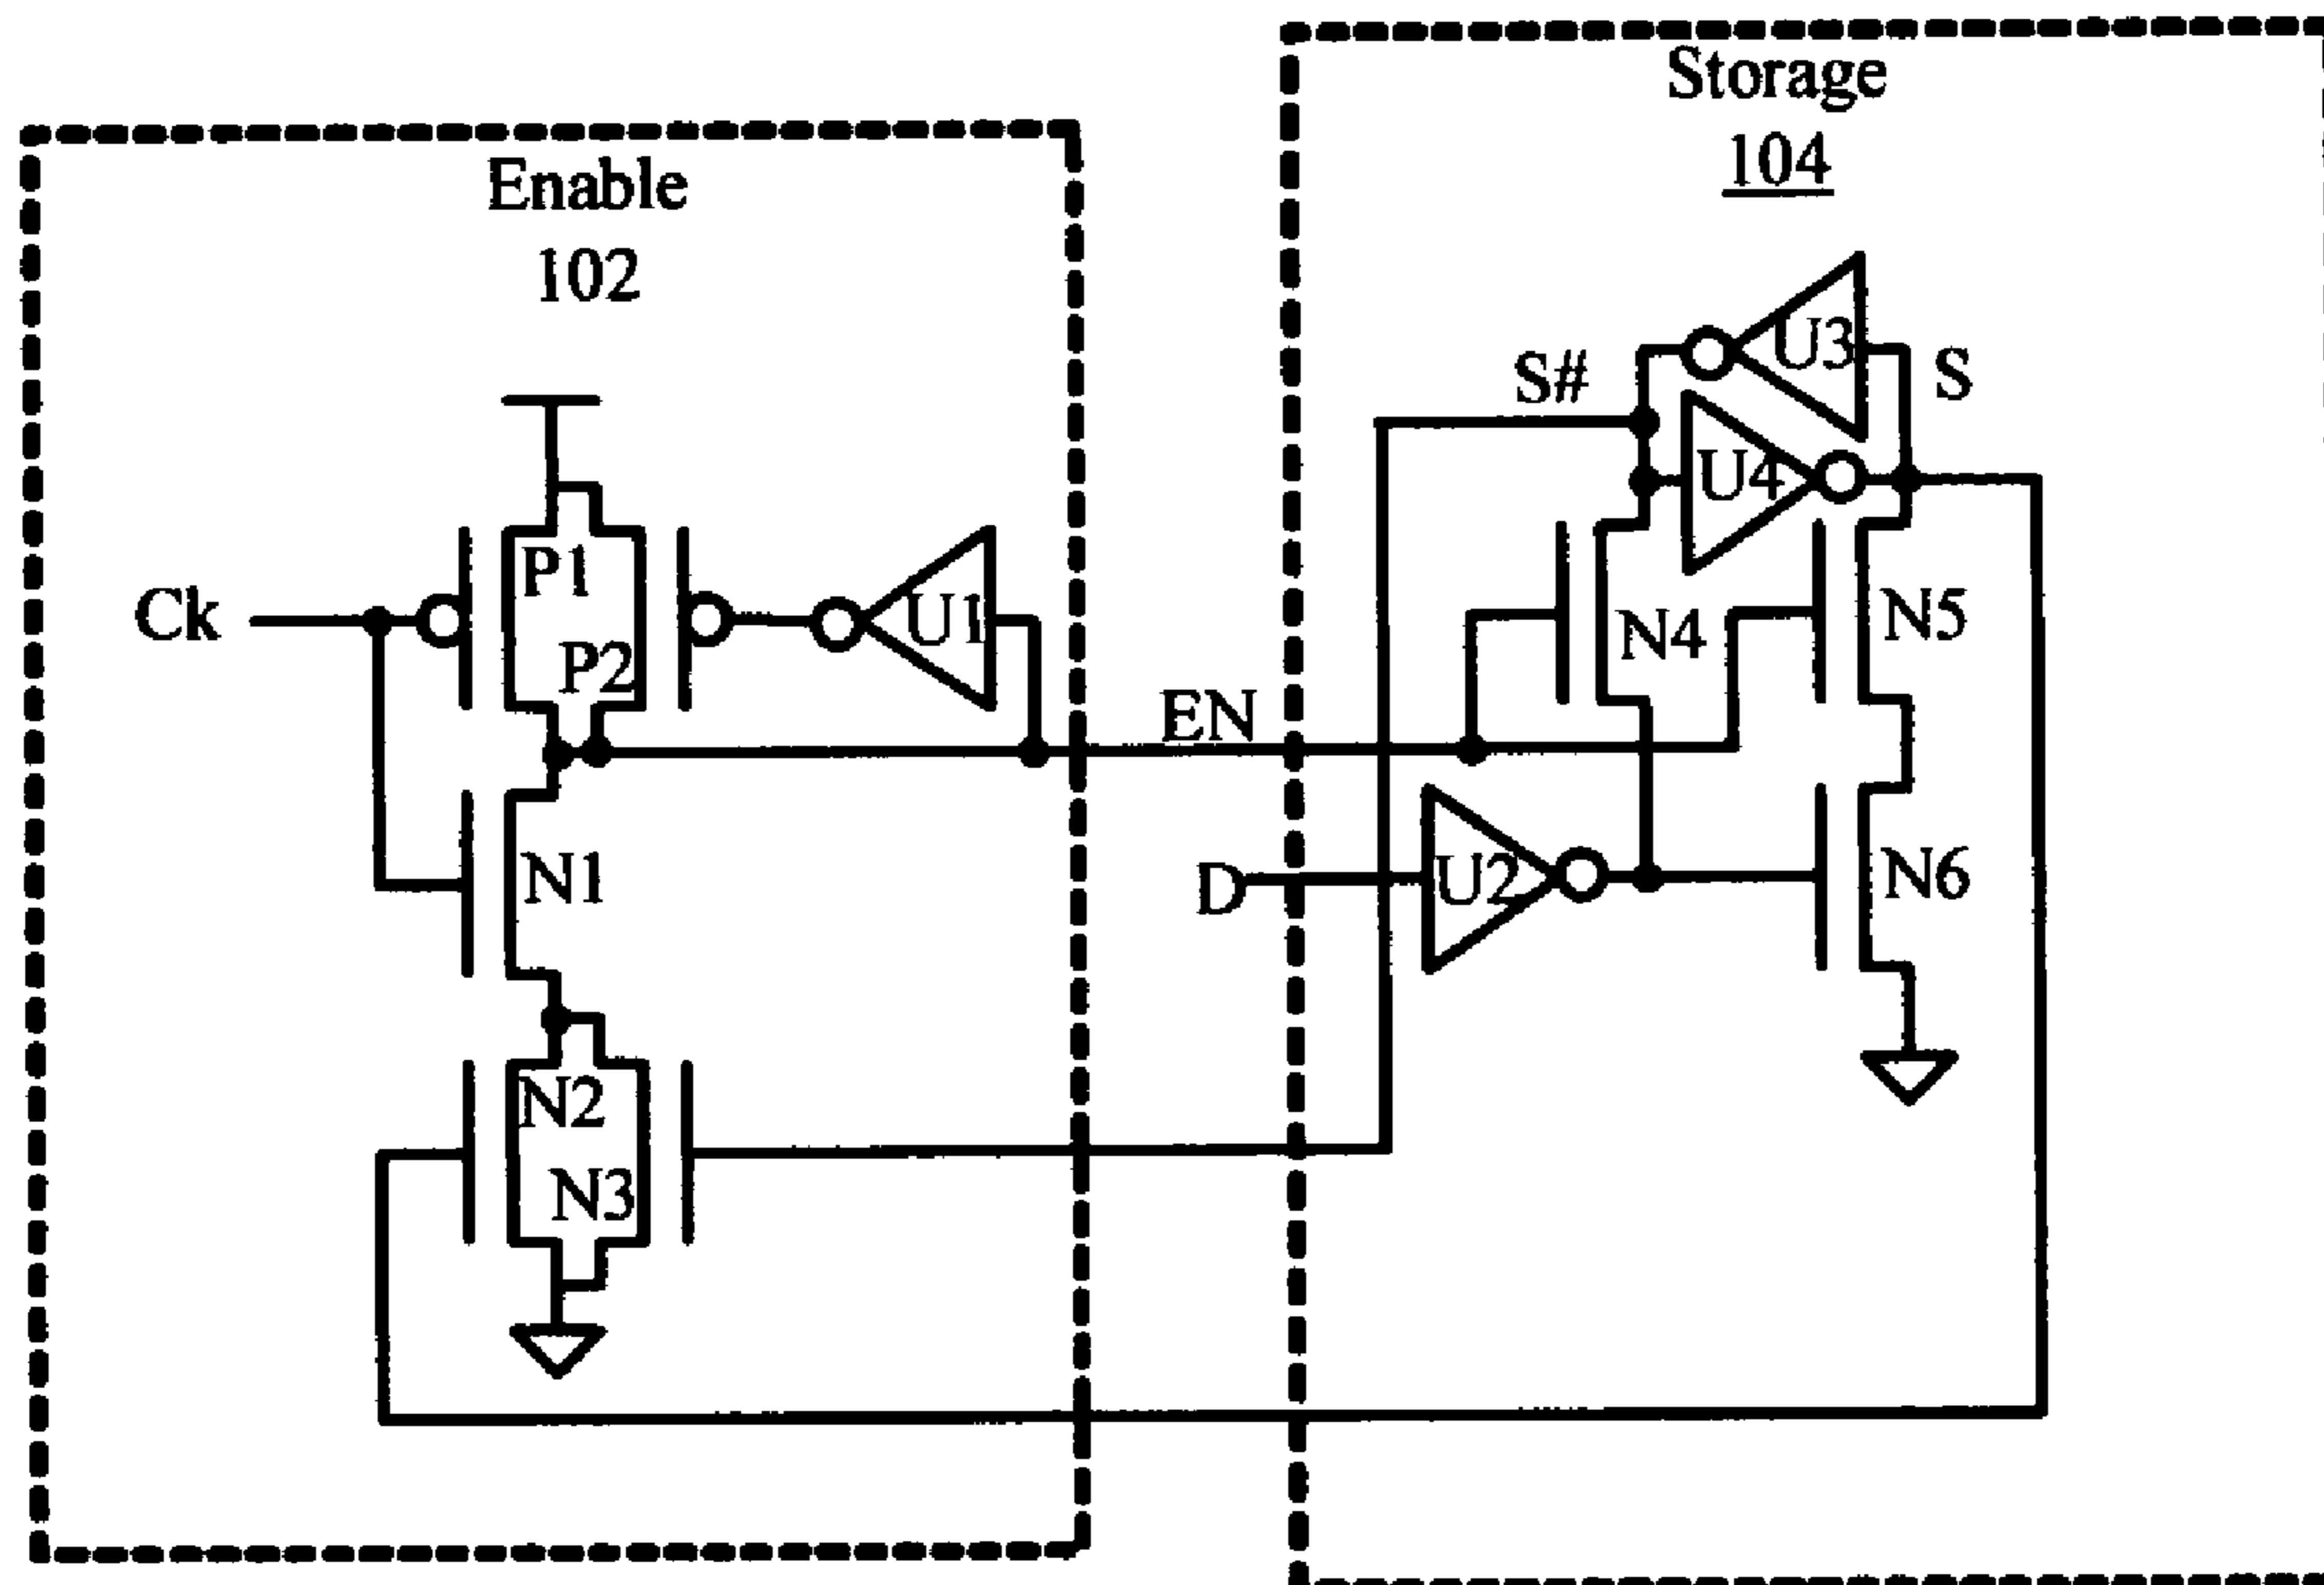 Storage
104
Enable
102
U3
S#
S
U4
P1
Ck
U1
N5
N4
P2
EN
N1
D
U2
N6
N2
N3